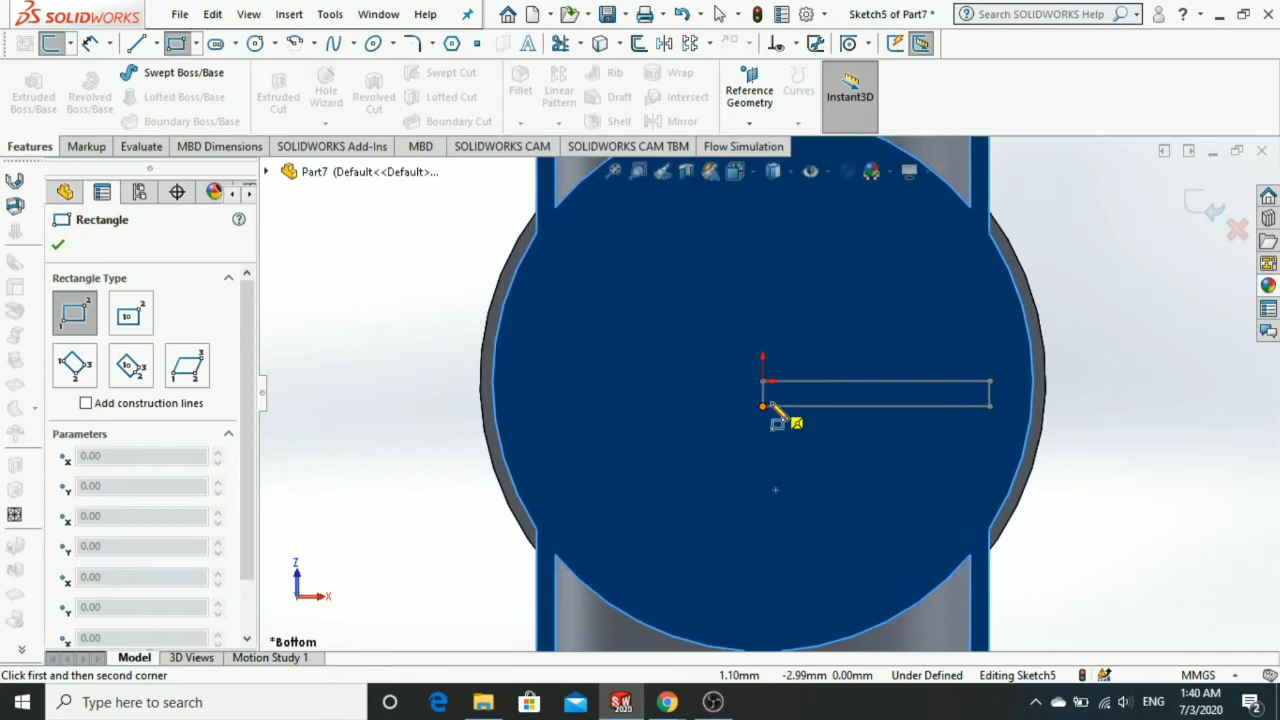 SOLIDWORKS File Edit View Insert Tools Window Help Sketch5 of Part7 * Search SOLIDWORKS Help ?
Extruded Boss/Base
Revolved Boss/Base
Swept Boss/Base
Lofted Boss/Base
Boundary Boss/Base
Extruded Cut
Hole Wizard
Revolved Cut
Swept Cut
Lofted Cut
Boundary Cut
Fillet
Linear Pattern
Rib
Draft
Shell
Wrap
Intersect
Mirror
Reference Geometry
Curves
Instant3D
Features Markup Evaluate MBD Dimensions SOLIDWORKS Add-Ins MBD SOLIDWORKS CAM SOLIDWORKS CAM TBM Flow Simulation
Part7 (Default<<Default>...
Rectangle
Rectangle Type
Add construction lines
Parameters
x 0.00
Y 0.00
x 0.00
Y 0.00
x 0.00
Y 0.00
x 0.00
Z
X
*Bottom
Model 3D Views Motion Study 1
Click first and then second corner 1.10mm -2.99mm 0.00mm Under Defined Editing Sketch5 MMGS
Type here to search
ENG
1:40 AM
7/3/2020
2